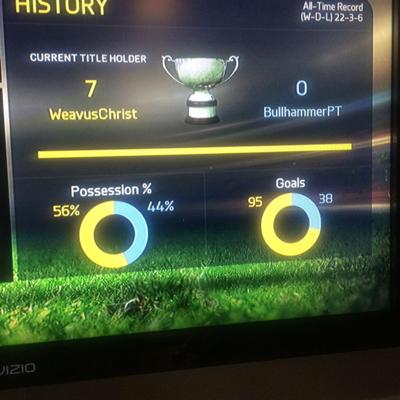 HISTORY
All-Time Record
(W-D-L) 22-3-6
CURRENT TITLE HOLDER
7
0
WeavusChrist
BullhammerPT
Possession %
56%
44%
Goals
95
38
VIZIO